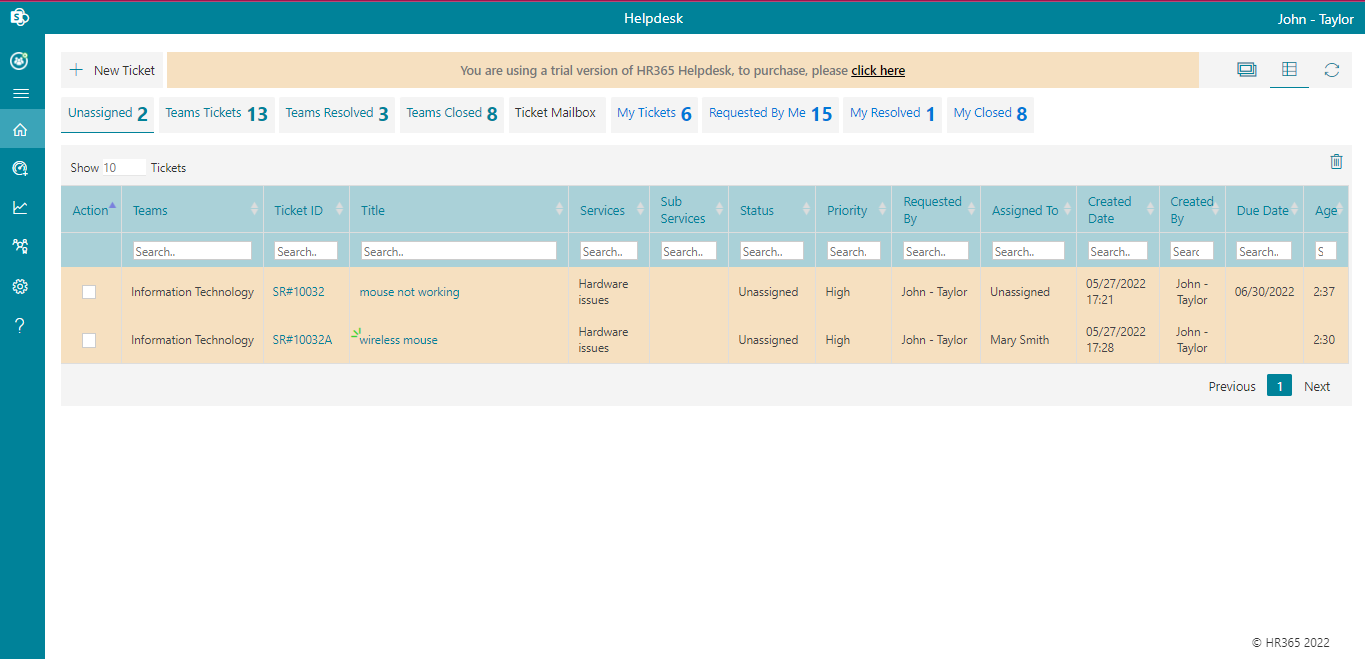 Helpdesk
John - Taylor
New Ticket
You are using a trial version of HR365 Helpdesk, to purchase, please click here
Unassigned 2
Teams Tickets 13
Teams Resolved 3
Teams Closed 8
Ticket Mailbox
My Tickets 6
Requested By Me 15
My Resolved 1
My Closed 8
Show 10 Tickets
Action
Teams
Ticket ID
Title
Services
Sub
Services
Status
Priority
Requested
By
Assigned To
Created
Date
Created
By
Due Date
Age
Search..
Search..
Search..
Search..
Search..
Search..
Search.
Search..
Search..
Search..
Searc
Search..
S
Information Technology
SR#10032
mouse not working
Hardware
issues
Unassigned
High
John - Taylor
Unassigned
05/27/2022
17:21
John -
Taylor
06/30/2022
2:37
Information Technology
SR#10032A
wireless mouse
Hardware
issues
Unassigned
High
John - Taylor
Mary Smith
05/27/2022
17:28
John -
Taylor
2:30
Previous
1
Next
© HR365 2022